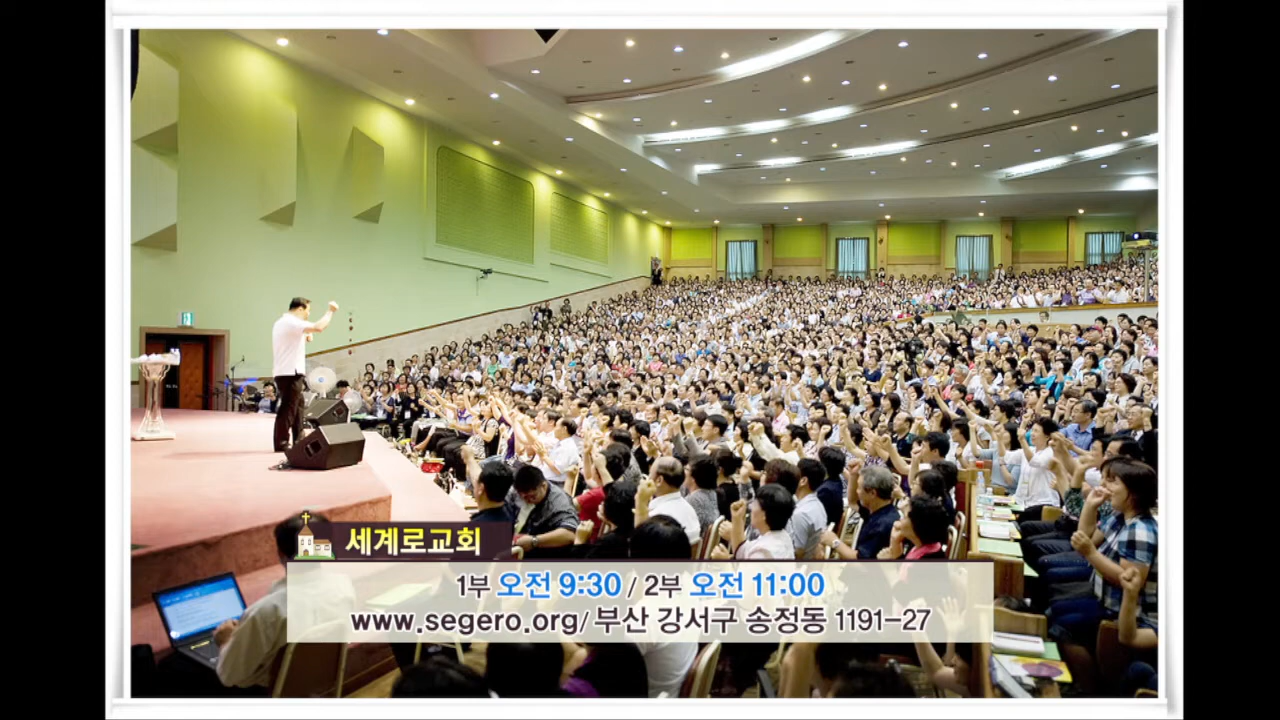 세계로교회
1부 오전 9:30 / 2부 오전 11:00
www.segero.org/ 부산 강서구 송정동 1191-27